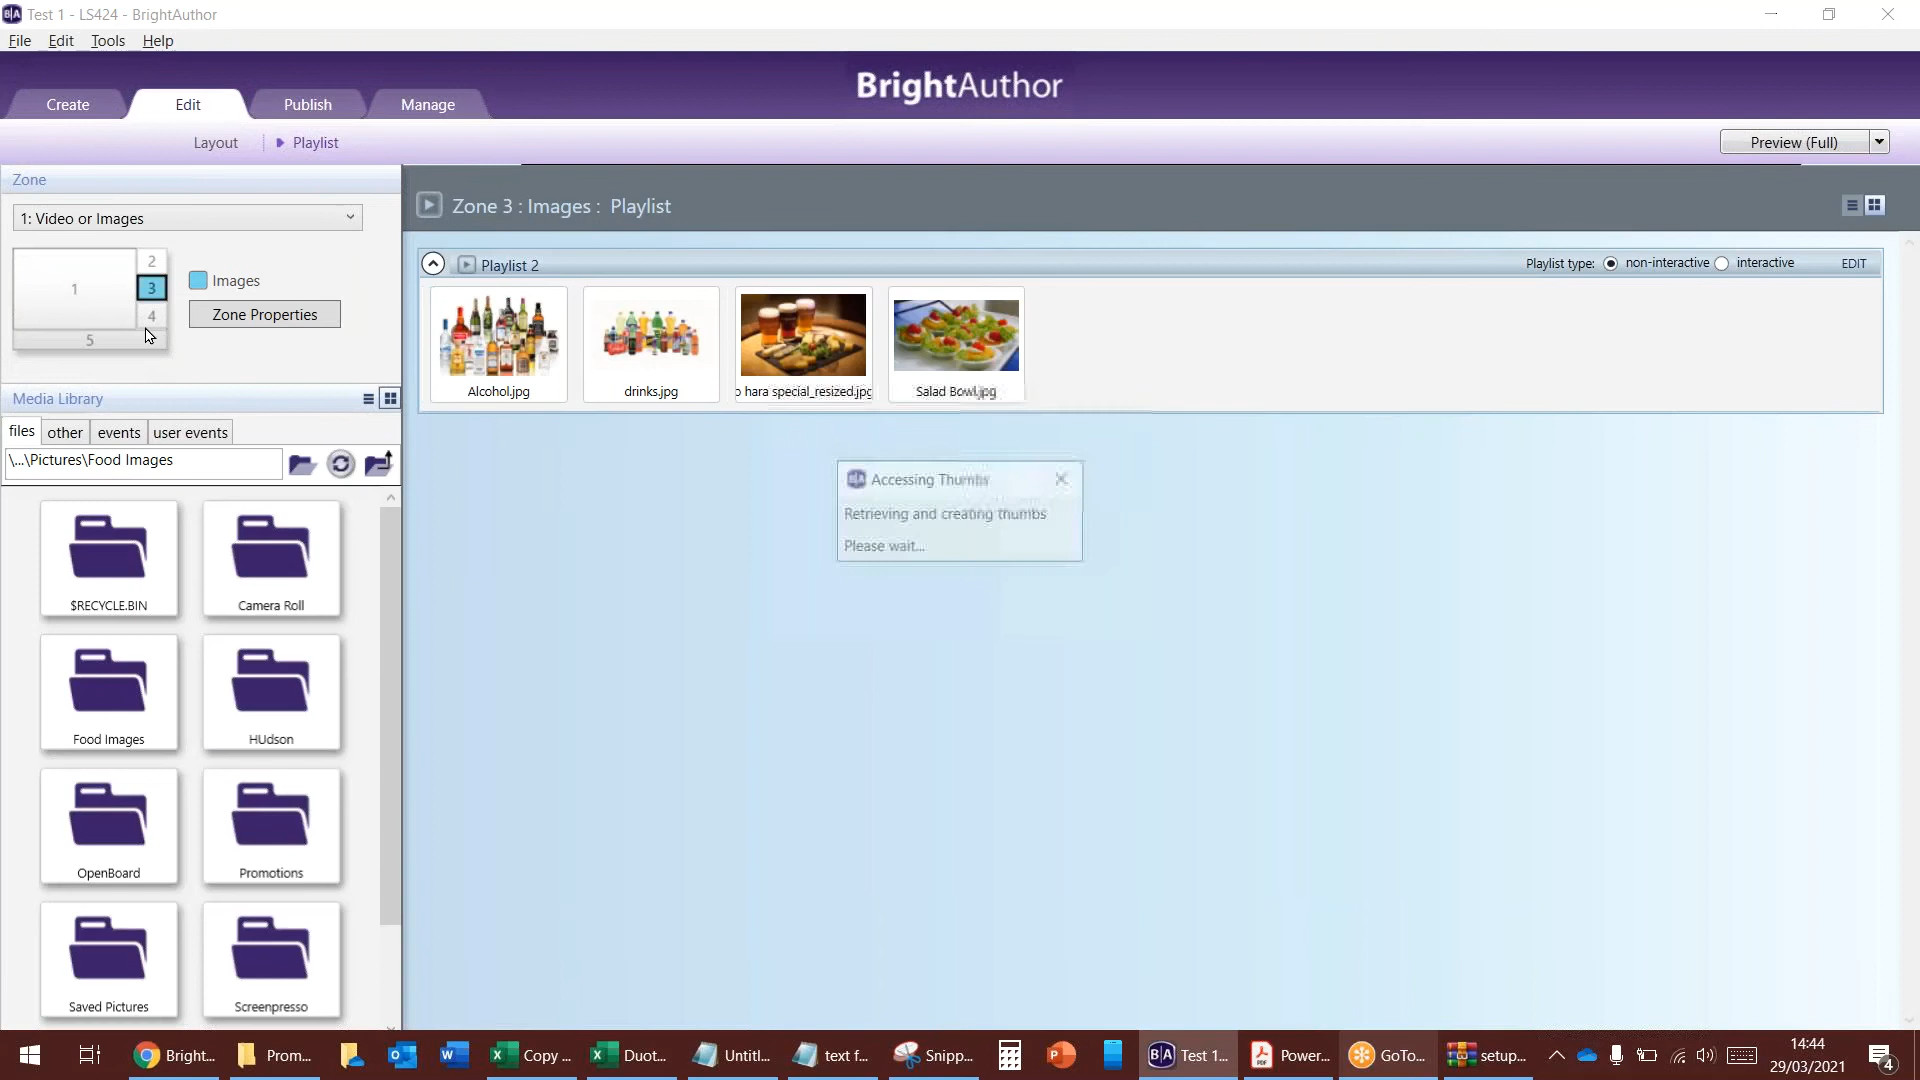 Test 1 - LS424 - BrightAuthor
File Edit Tools Help
BrightAuthor
Create Edit Publish Manage
Layout Playlist
Preview (Full)
Zone
1: Video or Images
1
2
3
4
5
Images
Zone Properties
Zone 3 : Images : Playlist
Playlist 2
Playlist type: non-interactive interactive EDIT
Alcohol.jpg
drinks.jpg
o hara special_resized.jpg
Salad Bowl.jpg
Accessing Thumbs
Retrieving and creating thumbs
Please wait...
Media Library
files other events user events
\...\Pictures\Food Images
$RECYCLE.BIN
Camera Roll
Food Images
HUdson
OpenBoard
Promotions
Saved Pictures
Screenpresso
Bright... Prom... Copy ... Duot... Untitl... text f... Snipp... Test 1... Power... GoTo... setup...
14:44
29/03/2021
4